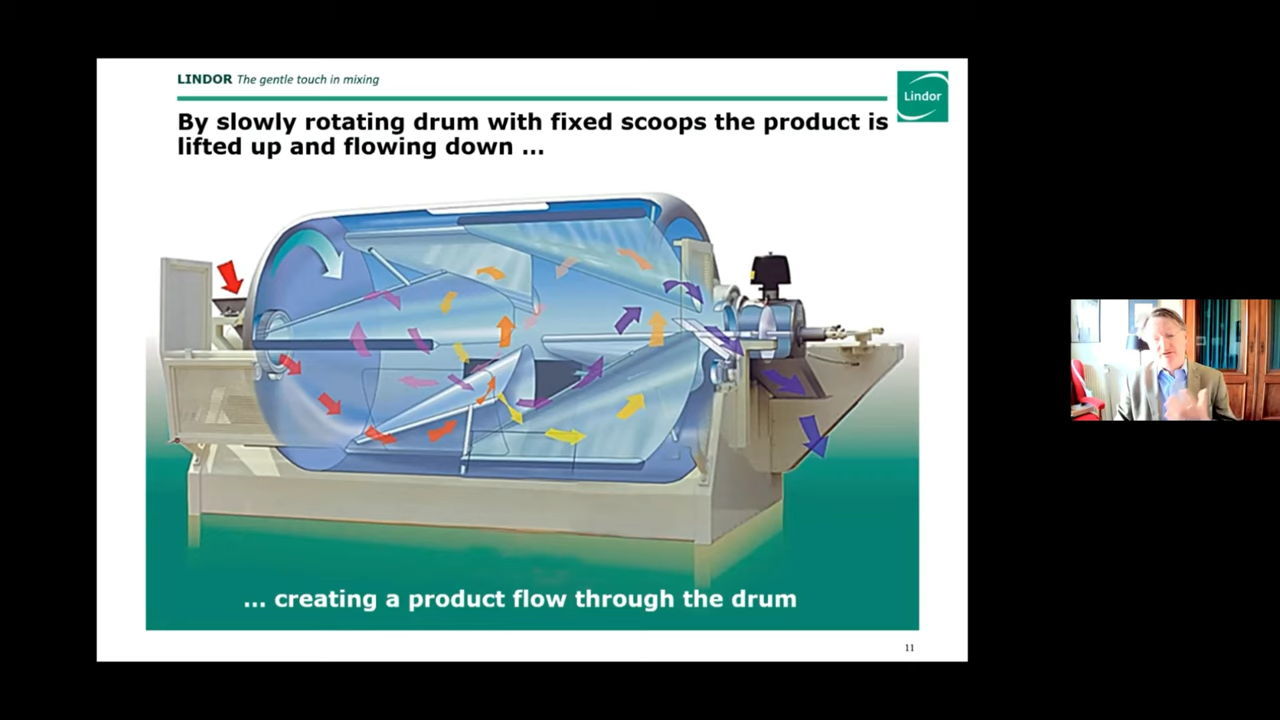 LINDOR The gentle touch in mixing
Lindor
By slowly rotating drum with fixed scoops the product is
lifted up and flowing down ...
... creating a product flow through the drum
11